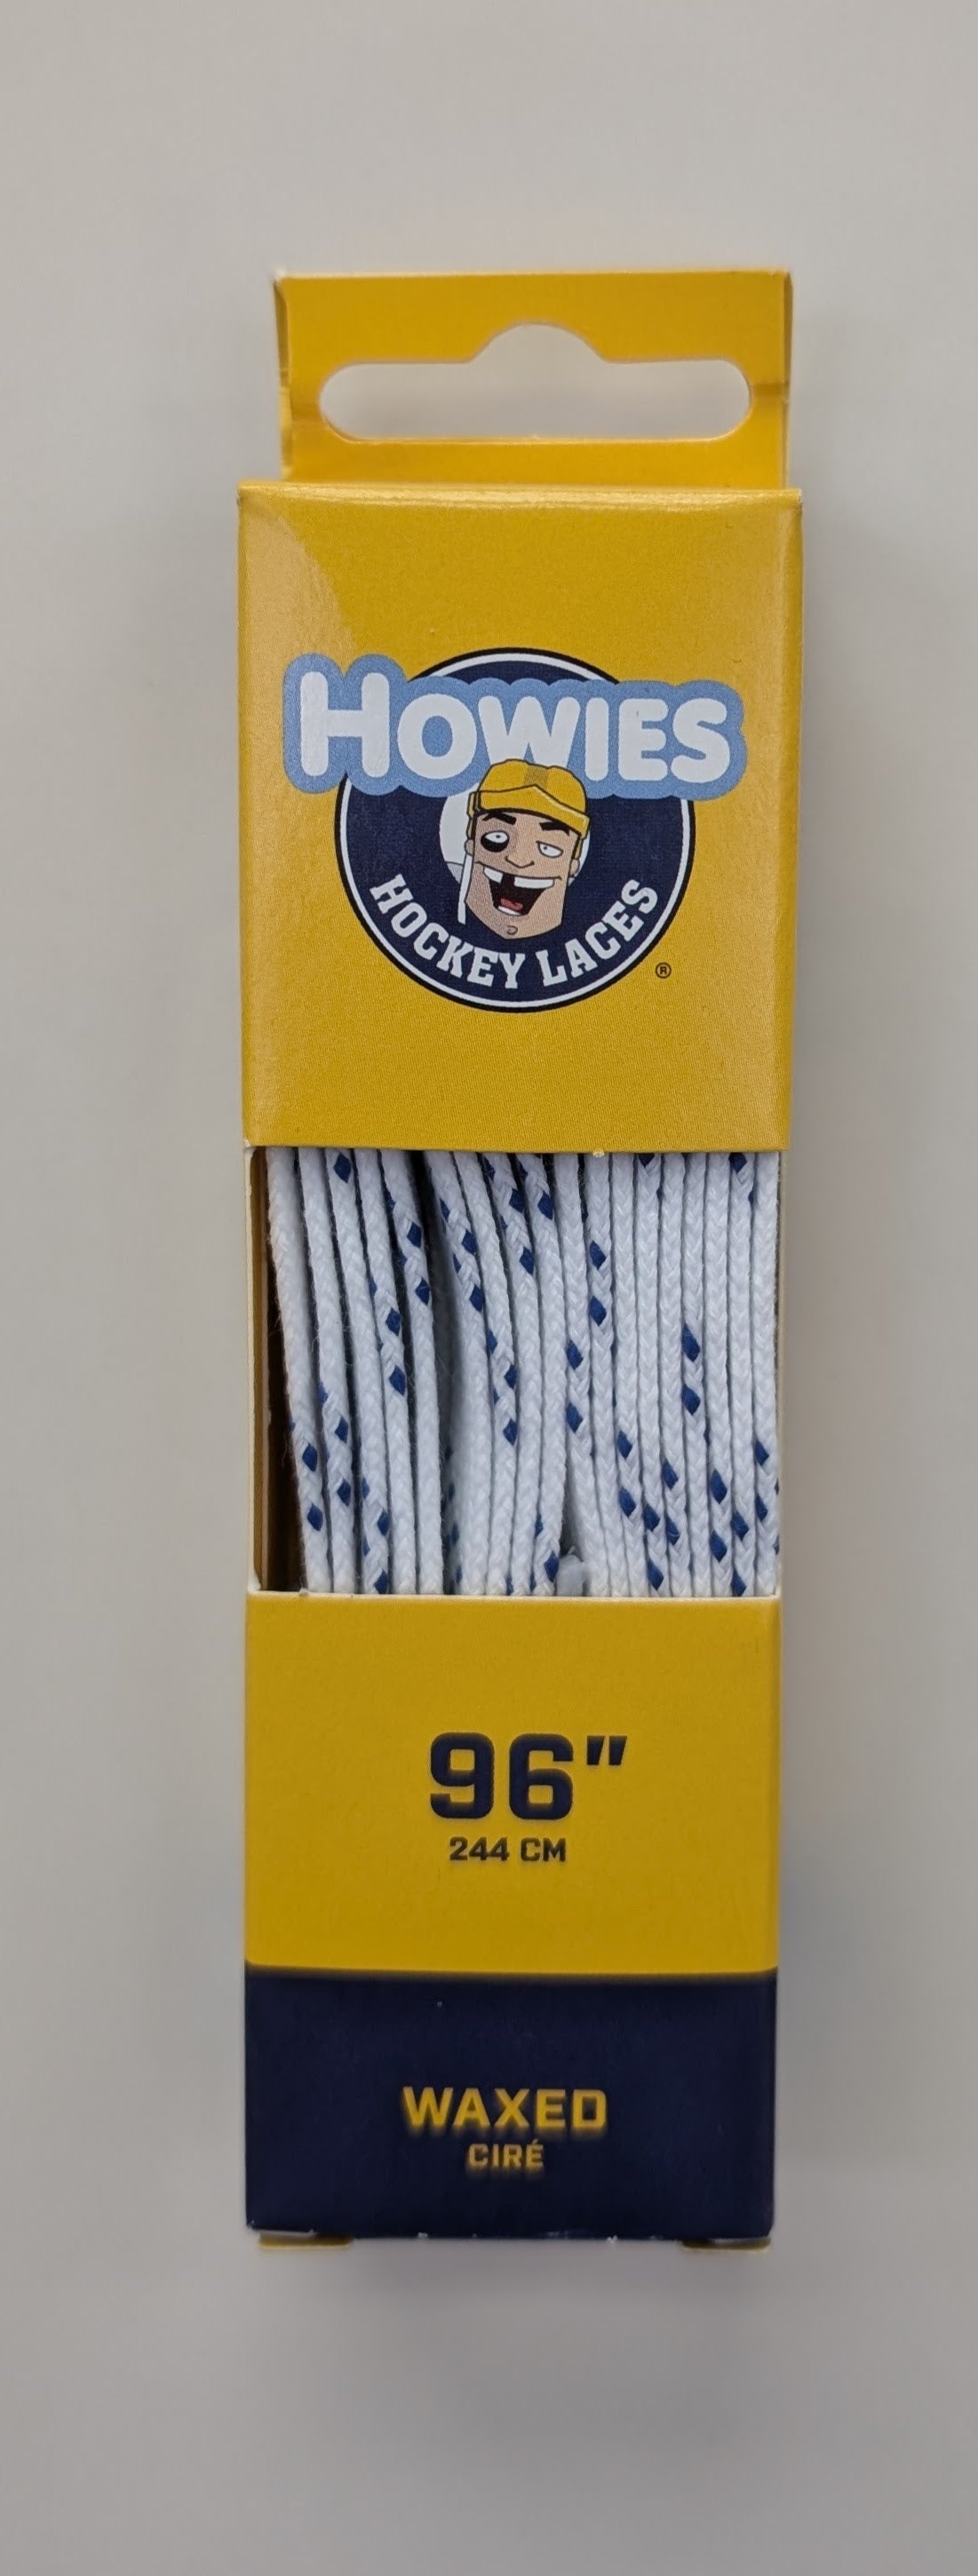 HOWIES
HOCKEY LACES
®
96"
244 CM
WAXED
CIRÉ